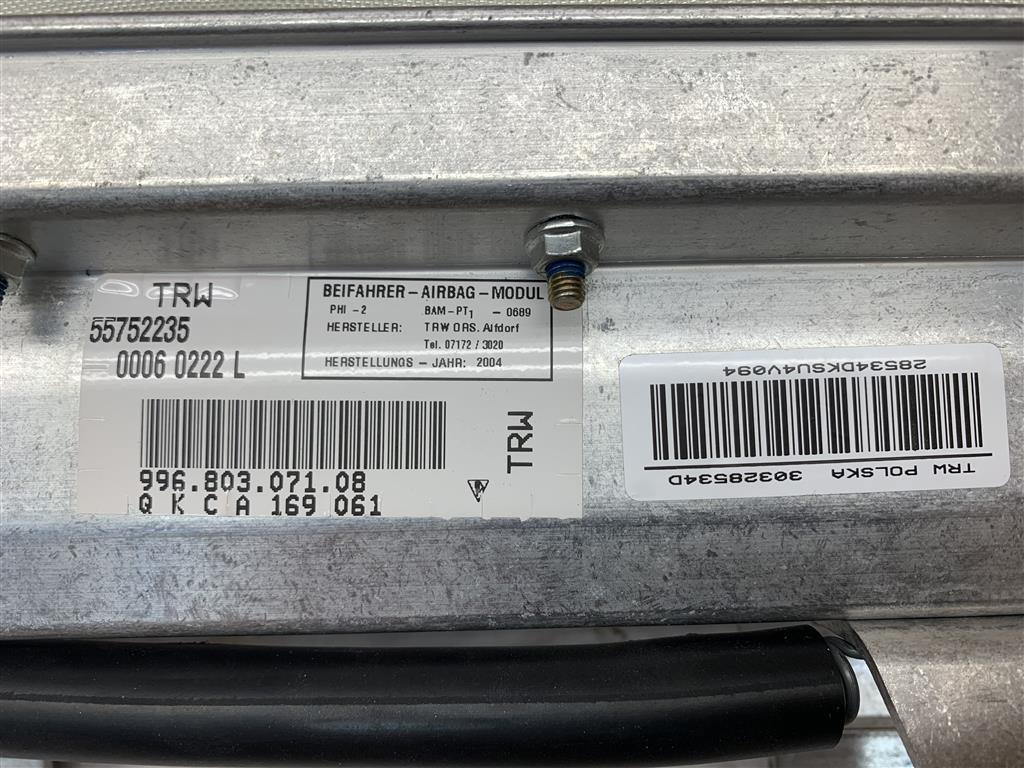 TRW
55752235
0006 0222 L
BEIFAHRER-AIRBAG-MODUL
PHI -2 BAM-PT1 - 0689
HERSTELLER: TRW ORS. Alfdorf
Tel. 07172 / 3020
HERSTELLUNGS - JAHR: 2004
996.803.071.08
Q K C A 169 061
TRW
28534DKSU4V094
TRW POLSKA 30328534D